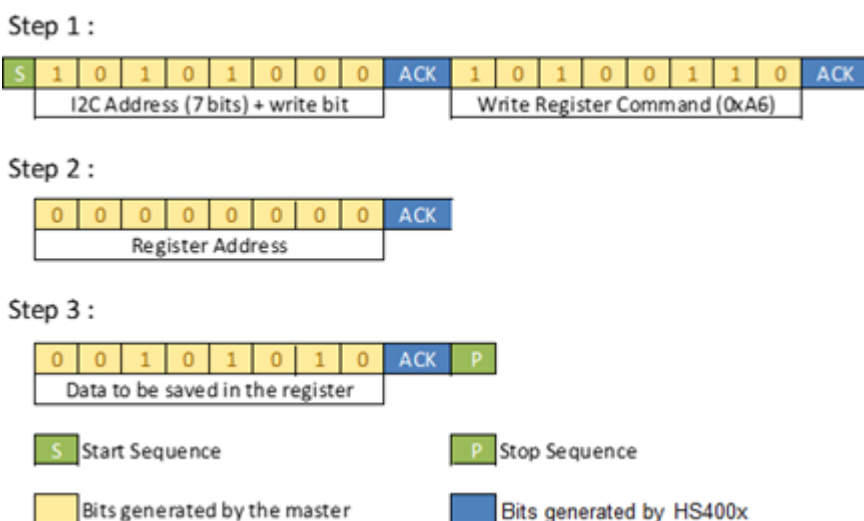 Step 1 :
S 1 0 1 0 1 0 0 0 ACK 1 0 1 0 0 1 1 0 ACK
I2C Address (7 bits) + write bit Write Register Command (0xA6)
Step 2 :
0 0 0 0 0 0 0 0 ACK
Register Address
Step 3 :
0 0 1 0 1 0 1 0 ACK P
Data to be saved in the register
S Start Sequence P Stop Sequence
Bits generated by the master Bits generated by HS400x